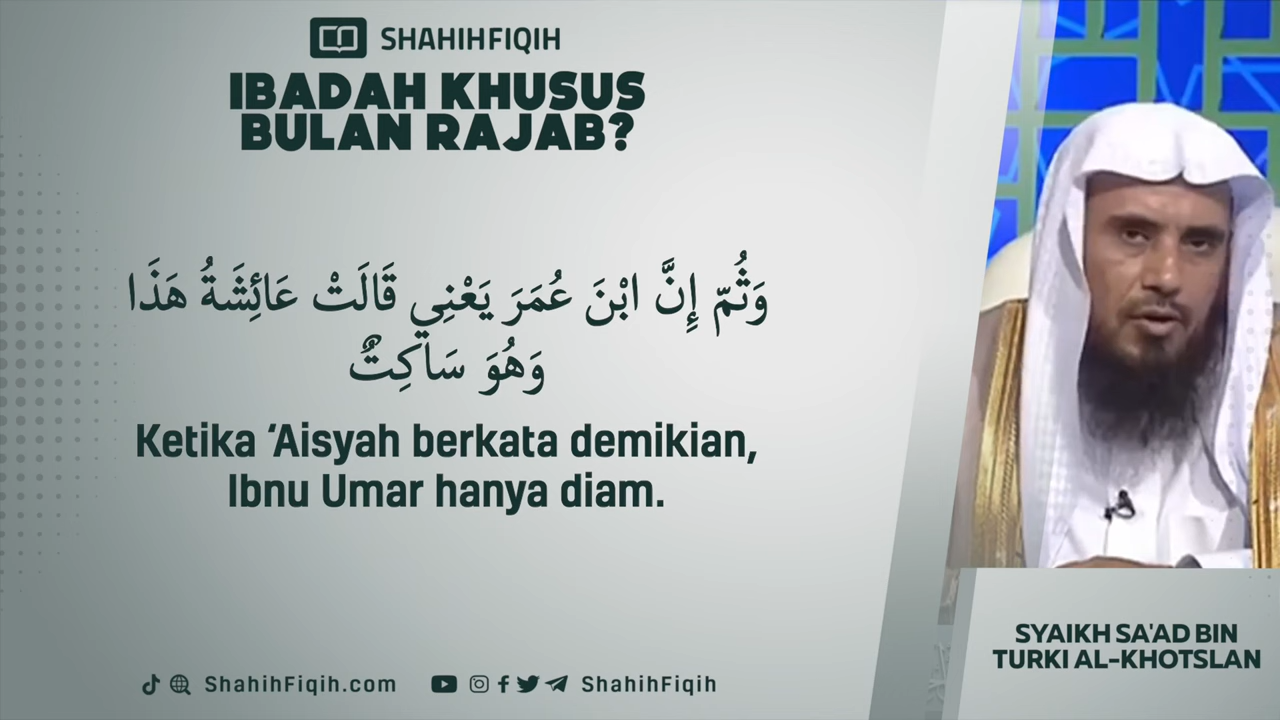 SHAHIHFIQIH
IBADAH KHUSUS
BULAN RAJAB?
وَثُمّ إِنَّ ابْنَ عُمَرَ يَعْنِي قَالَتْ عَائِشَةُ هَذَا
وَهُوَ سَاكِتٌ
Ketika ‘Aisyah berkata demikian,
Ibnu Umar hanya diam.
ShahihFiqih.com
ShahihFiqih
SYAIKH SA'AD BIN
TURKI AL-KHOTSLAN